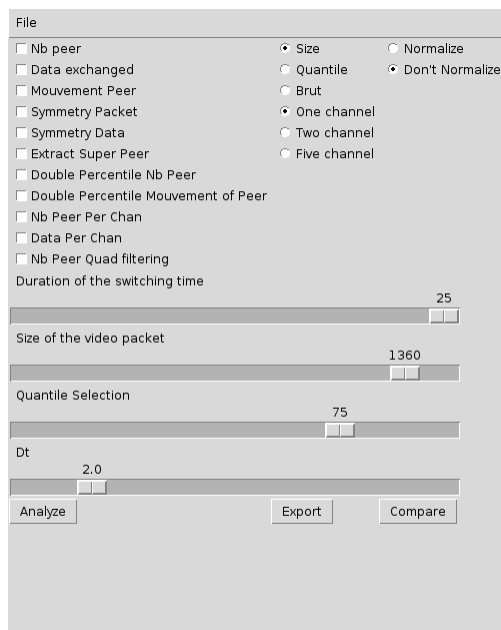 File
Nb peer Size Normalize
Data exchanged Quantile Don't Normalize
Mouvement Peer Brut
Symmetry Packet One channel
Symmetry Data Two channel
Extract Super Peer Five channel
Double Percentile Nb Peer
Double Percentile Mouvement of Peer
Nb Peer Per Chan
Data Per Chan
Nb Peer Quad filtering
Duration of the switching time
25
Size of the video packet
1360
Quantile Selection
75
Dt
2.0
Analyze Export Compare